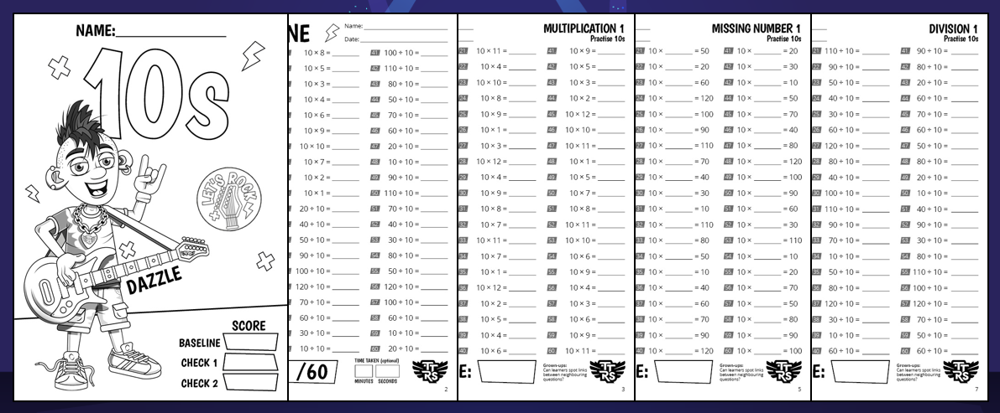 NAME:
10s
LET'S ROCK
DAZZLE
SCORE
BASELINE
CHECK 1
CHECK 2
NE
Name:
Date:
10 × 8 = 41 100 ÷ 10 =
10 × 5 = 42 110 ÷ 10 =
10 × 3 = 43 80 ÷ 10 =
10 × 4 = 44 50 ÷ 10 =
10 × 6 = 45 70 ÷ 10 =
10 × 9 = 46 60 ÷ 10 =
10 × 10 = 47 20 ÷ 10 =
10 × 7 = 48 10 ÷ 10 =
10 × 2 = 49 90 ÷ 10 =
10 × 1 = 50 110 ÷ 10 =
20 ÷ 10 = 51 70 ÷ 10 =
40 ÷ 10 = 52 40 ÷ 10 =
50 ÷ 10 = 53 30 ÷ 10 =
90 ÷ 10 = 54 80 ÷ 10 =
100 ÷ 10 = 55 50 ÷ 10 =
120 ÷ 10 = 56 120 ÷ 10 =
70 ÷ 10 = 57 100 ÷ 10 =
60 ÷ 10 = 58 60 ÷ 10 =
30 ÷ 10 = 59 10 ÷ 10 =
10 ÷ 10 = 60 20 ÷ 10 =
/60
TIME TAKEN (optional)
MINUTES SECONDS
TTRS
2
MULTIPLICATION 1
Practise 10s
21 10 × 11 = 41 10 × 9 =
22 10 × 4 = 42 10 × 5 =
23 10 × 10 = 43 10 × 3 =
24 10 × 8 = 44 10 × 2 =
25 10 × 9 = 45 10 × 12 =
26 10 × 1 = 46 10 × 10 =
27 10 × 3 = 47 10 × 11 =
28 10 × 12 = 48 10 × 1 =
29 10 × 4 = 49 10 × 5 =
30 10 × 9 = 50 10 × 7 =
31 10 × 8 = 51 10 × 8 =
32 10 × 7 = 52 10 × 11 =
33 10 × 11 = 53 10 × 10 =
34 10 × 7 = 54 10 × 6 =
35 10 × 1 = 55 10 × 9 =
36 10 × 12 = 56 10 × 4 =
37 10 × 2 = 57 10 × 3 =
38 10 × 5 = 58 10 × 6 =
39 10 × 4 = 59 10 × 9 =
40 10 × 6 = 60 10 × 11 =
E:
Grown-ups:
Can learners spot links
between neighbouring
questions?
TTRS
3
MISSING NUMBER 1
Practise 10s
21 10 × = 50 41 10 × = 20
22 10 × = 20 42 10 × = 30
23 10 × = 60 43 10 × = 10
24 10 × = 120 44 10 × = 50
25 10 × = 100 45 10 × = 70
26 10 × = 90 46 10 × = 40
27 10 × = 110 47 10 × = 80
28 10 × = 70 48 10 × = 120
29 10 × = 40 49 10 × = 100
30 10 × = 30 50 10 × = 90
31 10 × = 10 51 10 × = 60
32 10 × = 110 52 10 × = 30
33 10 × = 80 53 10 × = 110
34 10 × = 50 54 10 × = 10
35 10 × = 10 55 10 × = 20
36 10 × = 40 56 10 × = 70
37 10 × = 60 57 10 × = 50
38 10 × = 70 58 10 × = 80
39 10 × = 90 59 10 × = 90
40 10 × = 120 60 10 × = 100
E:
Grown-ups:
Can learners spot links
between neighbouring
questions?
TTRS
5
DIVISION 1
Practise 10s
21 110 ÷ 10 = 41 90 ÷ 10 =
22 90 ÷ 10 = 42 80 ÷ 10 =
23 50 ÷ 10 = 43 20 ÷ 10 =
24 40 ÷ 10 = 44 60 ÷ 10 =
25 30 ÷ 10 = 45 70 ÷ 10 =
26 60 ÷ 10 = 46 120 ÷ 10 =
27 120 ÷ 10 = 47 50 ÷ 10 =
28 80 ÷ 10 = 48 80 ÷ 10 =
29 40 ÷ 10 = 49 20 ÷ 10 =
30 100 ÷ 10 = 50 10 ÷ 10 =
31 110 ÷ 10 = 51 40 ÷ 10 =
32 90 ÷ 10 = 52 90 ÷ 10 =
33 70 ÷ 10 = 53 30 ÷ 10 =
34 10 ÷ 10 = 54 80 ÷ 10 =
35 50 ÷ 10 = 55 110 ÷ 10 =
36 80 ÷ 10 = 56 100 ÷ 10 =
37 120 ÷ 10 = 57 120 ÷ 10 =
38 30 ÷ 10 = 58 70 ÷ 10 =
39 10 ÷ 10 = 59 50 ÷ 10 =
40 60 ÷ 10 = 60 60 ÷ 10 =
E:
Grown-ups:
Can learners spot links
between neighbouring
questions?
TTRS
7